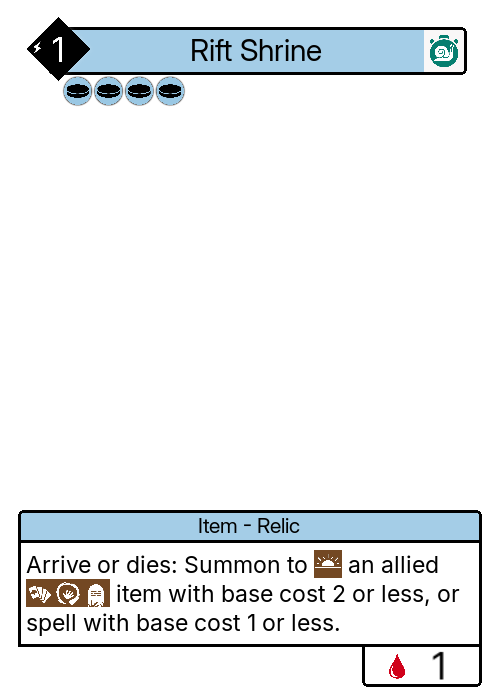 1
Rift Shrine
Item - Relic
Arrive or dies: Summon to an allied
item with base cost 2 or less, or
spell with base cost 1 or less.
1